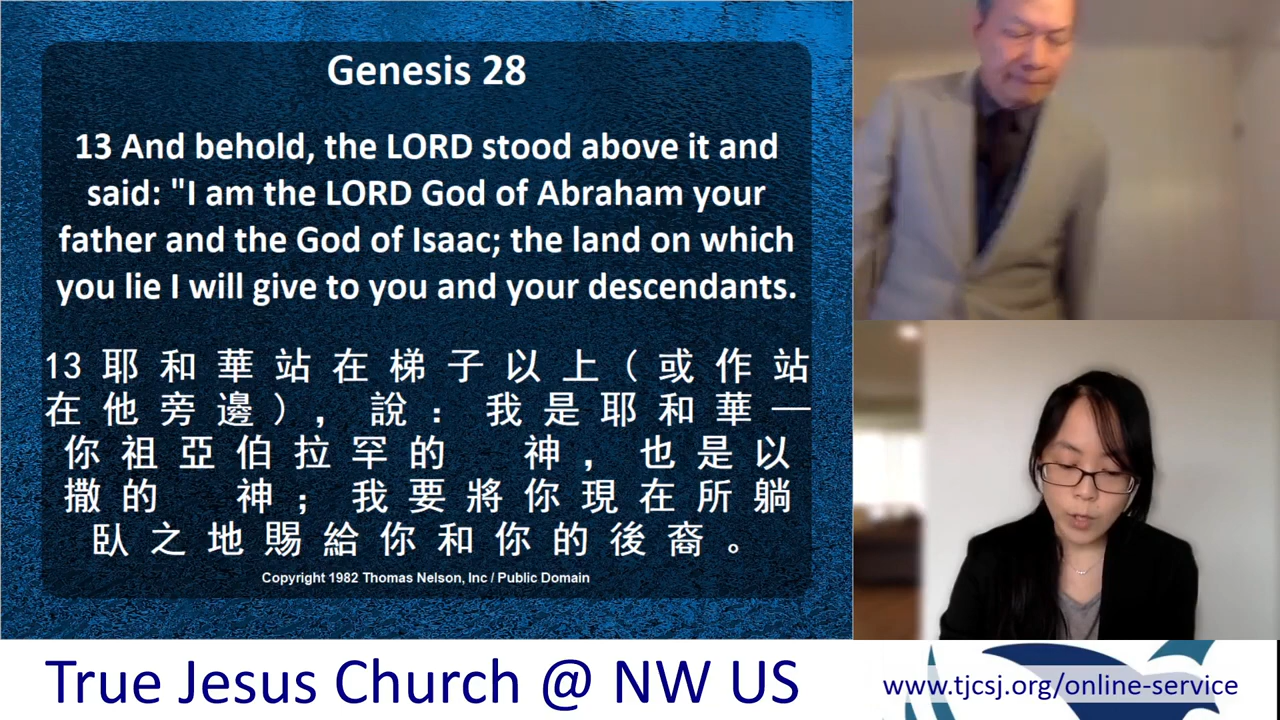 Genesis 28
13 And behold, the LORD stood above it and
said: "I am the LORD God of Abraham your
father and the God of Isaac; the land on which
you lie I will give to you and your descendants.
13 耶和華站在梯子以上（或作站
在他旁邊），說：我是耶和華─
你祖亞伯拉罕的　神，也是以
撒的　神；我要將你現在所躺
臥之地賜給你和你的後裔。
Copyright 1982 Thomas Nelson, Inc / Public Domain
True Jesus Church @ NW US
www.tjcsj.org/online-service